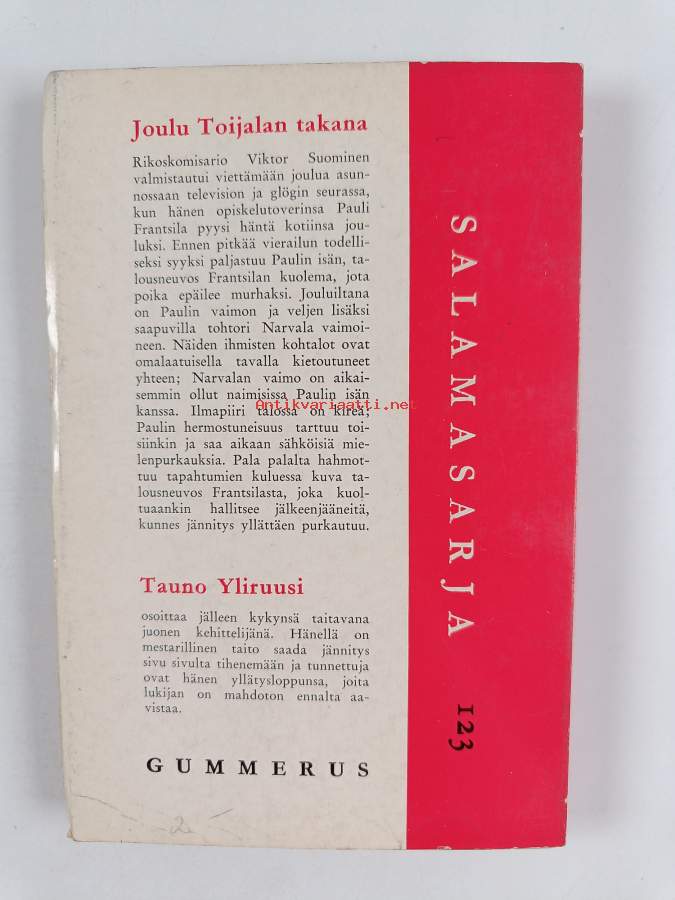 Joulu Toijalan takana
Rikoskomisario Viktor Suominen
valmistautui viettämään joulua asun-
nossaan television ja glögin seurassa,
kun hänen opiskelutoverinsa Pauli
Frantsila pyysi häntä kotiinsa jou-
luksi. Ennen pitkää vierailun todelli-
seksi syyksi paljastuu Paulin isän, ta-
lousneuvos Frantsilan kuolema, jota
poika epäilee murhaksi. Jouluiltana
on Paulin vaimon ja veljen lisäksi
saapuvilla tohtori Narvala vaimoi-
neen. Näiden ihmisten kohtalot ovat
omalaatuisella tavalla kietoutuneet
yhteen; Narvalan vaimo on aikai-
semmin ollut naimisissa Paulin isän
kanssa. Ilmapiiri talossa on kireä;
Antikvariaatti.net
Paulin hermostuneisuus tarttuu toi-
siinkin ja saa aikaan sähköisiä mie-
lenpurkauksia. Pala palalta hahmot-
tuu tapahtumien kuluessa kuva ta-
lousneuvos Frantsilasta, joka kuol-
tuaankin hallitsee jälkeenjääneitä,
kunnes jännitys yllättäen purkautuu.
Tauno Yliruusi
osoittaa jälleen kykynsä taitavana
juonen kehittelijänä. Hänellä on
mestarillinen taito saada jännitys
sivu sivulta tihenemään ja tunnettuja
ovat hänen yllätysloppunsa, joita
lukijan on mahdoton ennalta aa-
vistaa.
GUMMERUS
2
SALAMASARJA
123